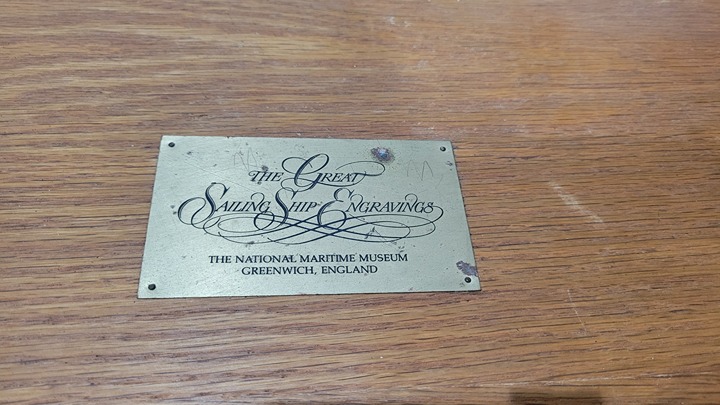 THE GREAT
SAILING SHIP ENGRAVINGS
THE NATIONAL MARITIME MUSEUM
GREENWICH, ENGLAND